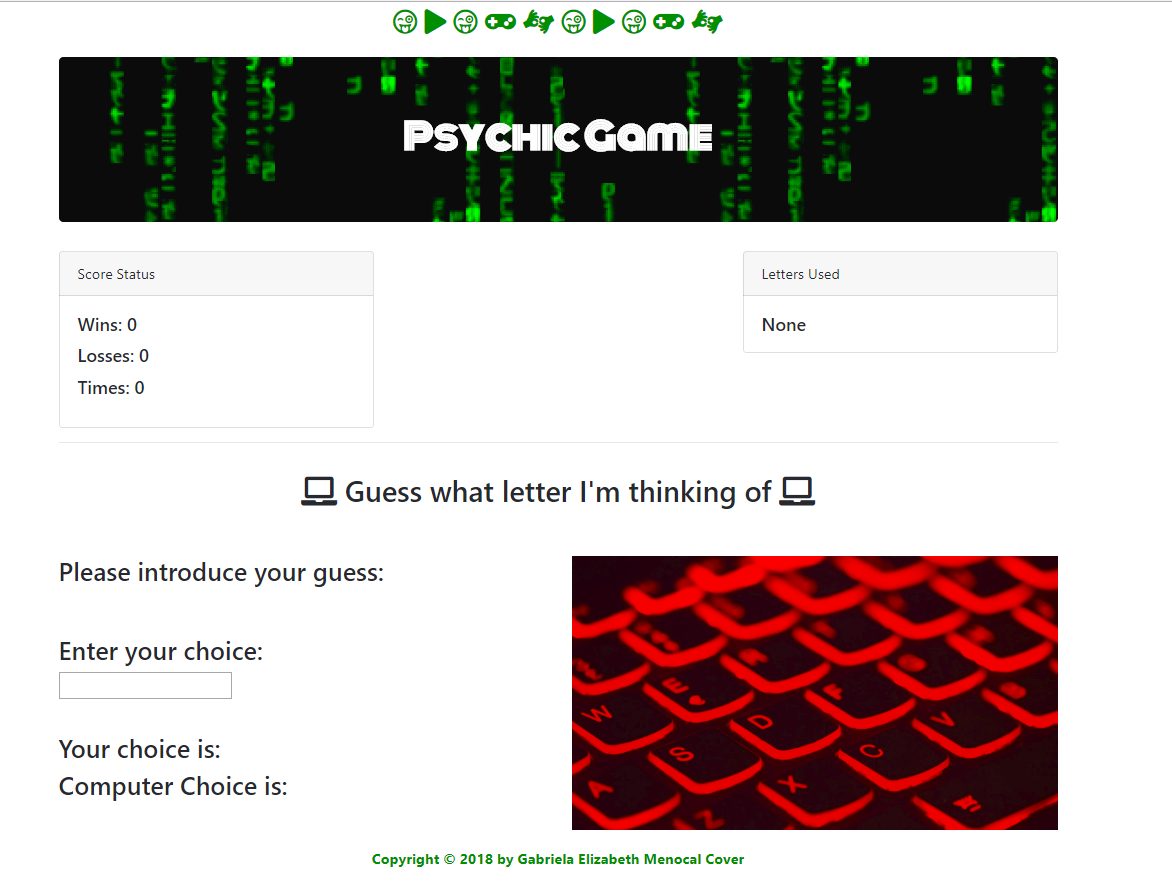 Psychic Game
Score Status
Wins: 0
Losses: 0
Times: 0
Letters Used
None
Guess what letter I'm thinking of
Please introduce your guess:
Enter your choice:
Your choice is:
Computer Choice is:
W
E
R
S
D
F
A
X
C
V
Z
Copyright © 2018 by Gabriela Elizabeth Menocal Cover